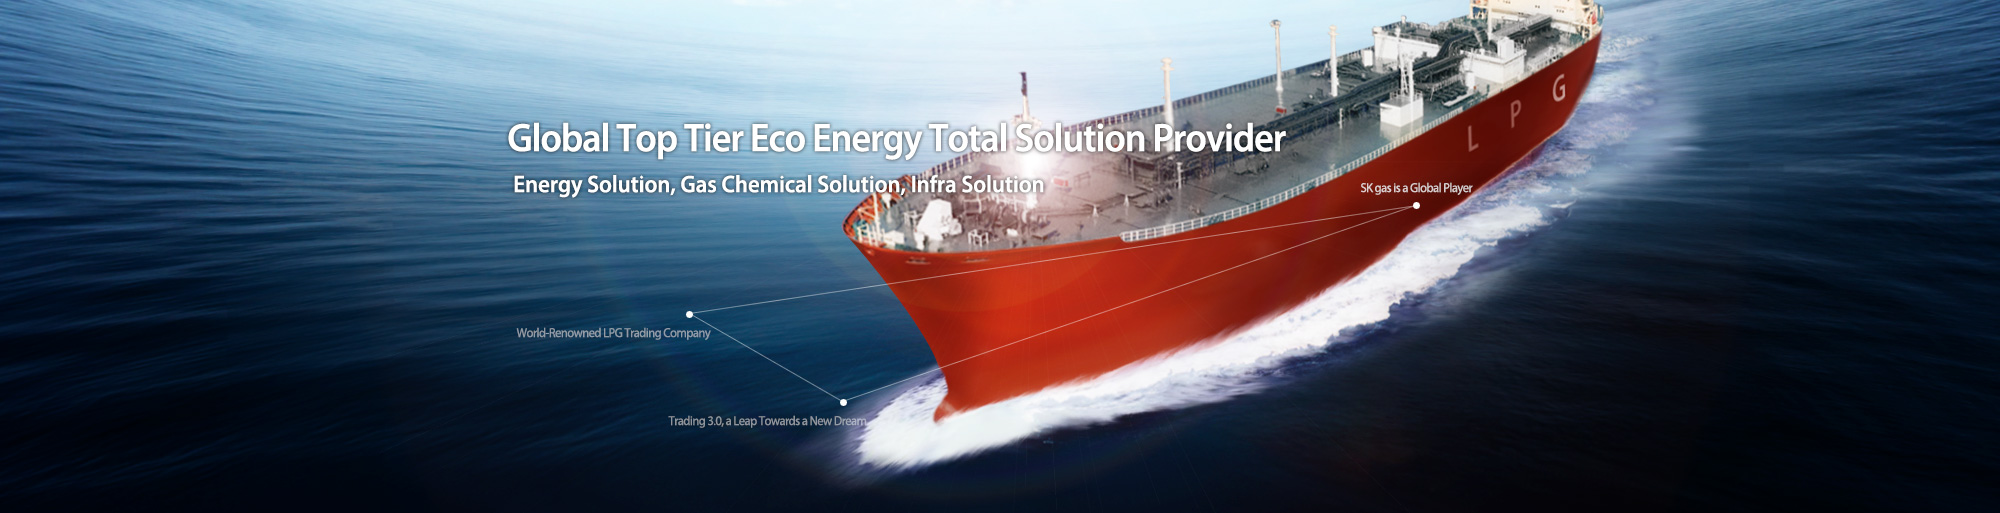 Global Top Tier Eco Energy Total Solution Provider
Energy Solution, Gas Chemical Solution, Infra Solution
L P G
SK gas is a Global Player
World-Renowned LPG Trading Company
Trading 3.0, a Leap Towards a New Dream